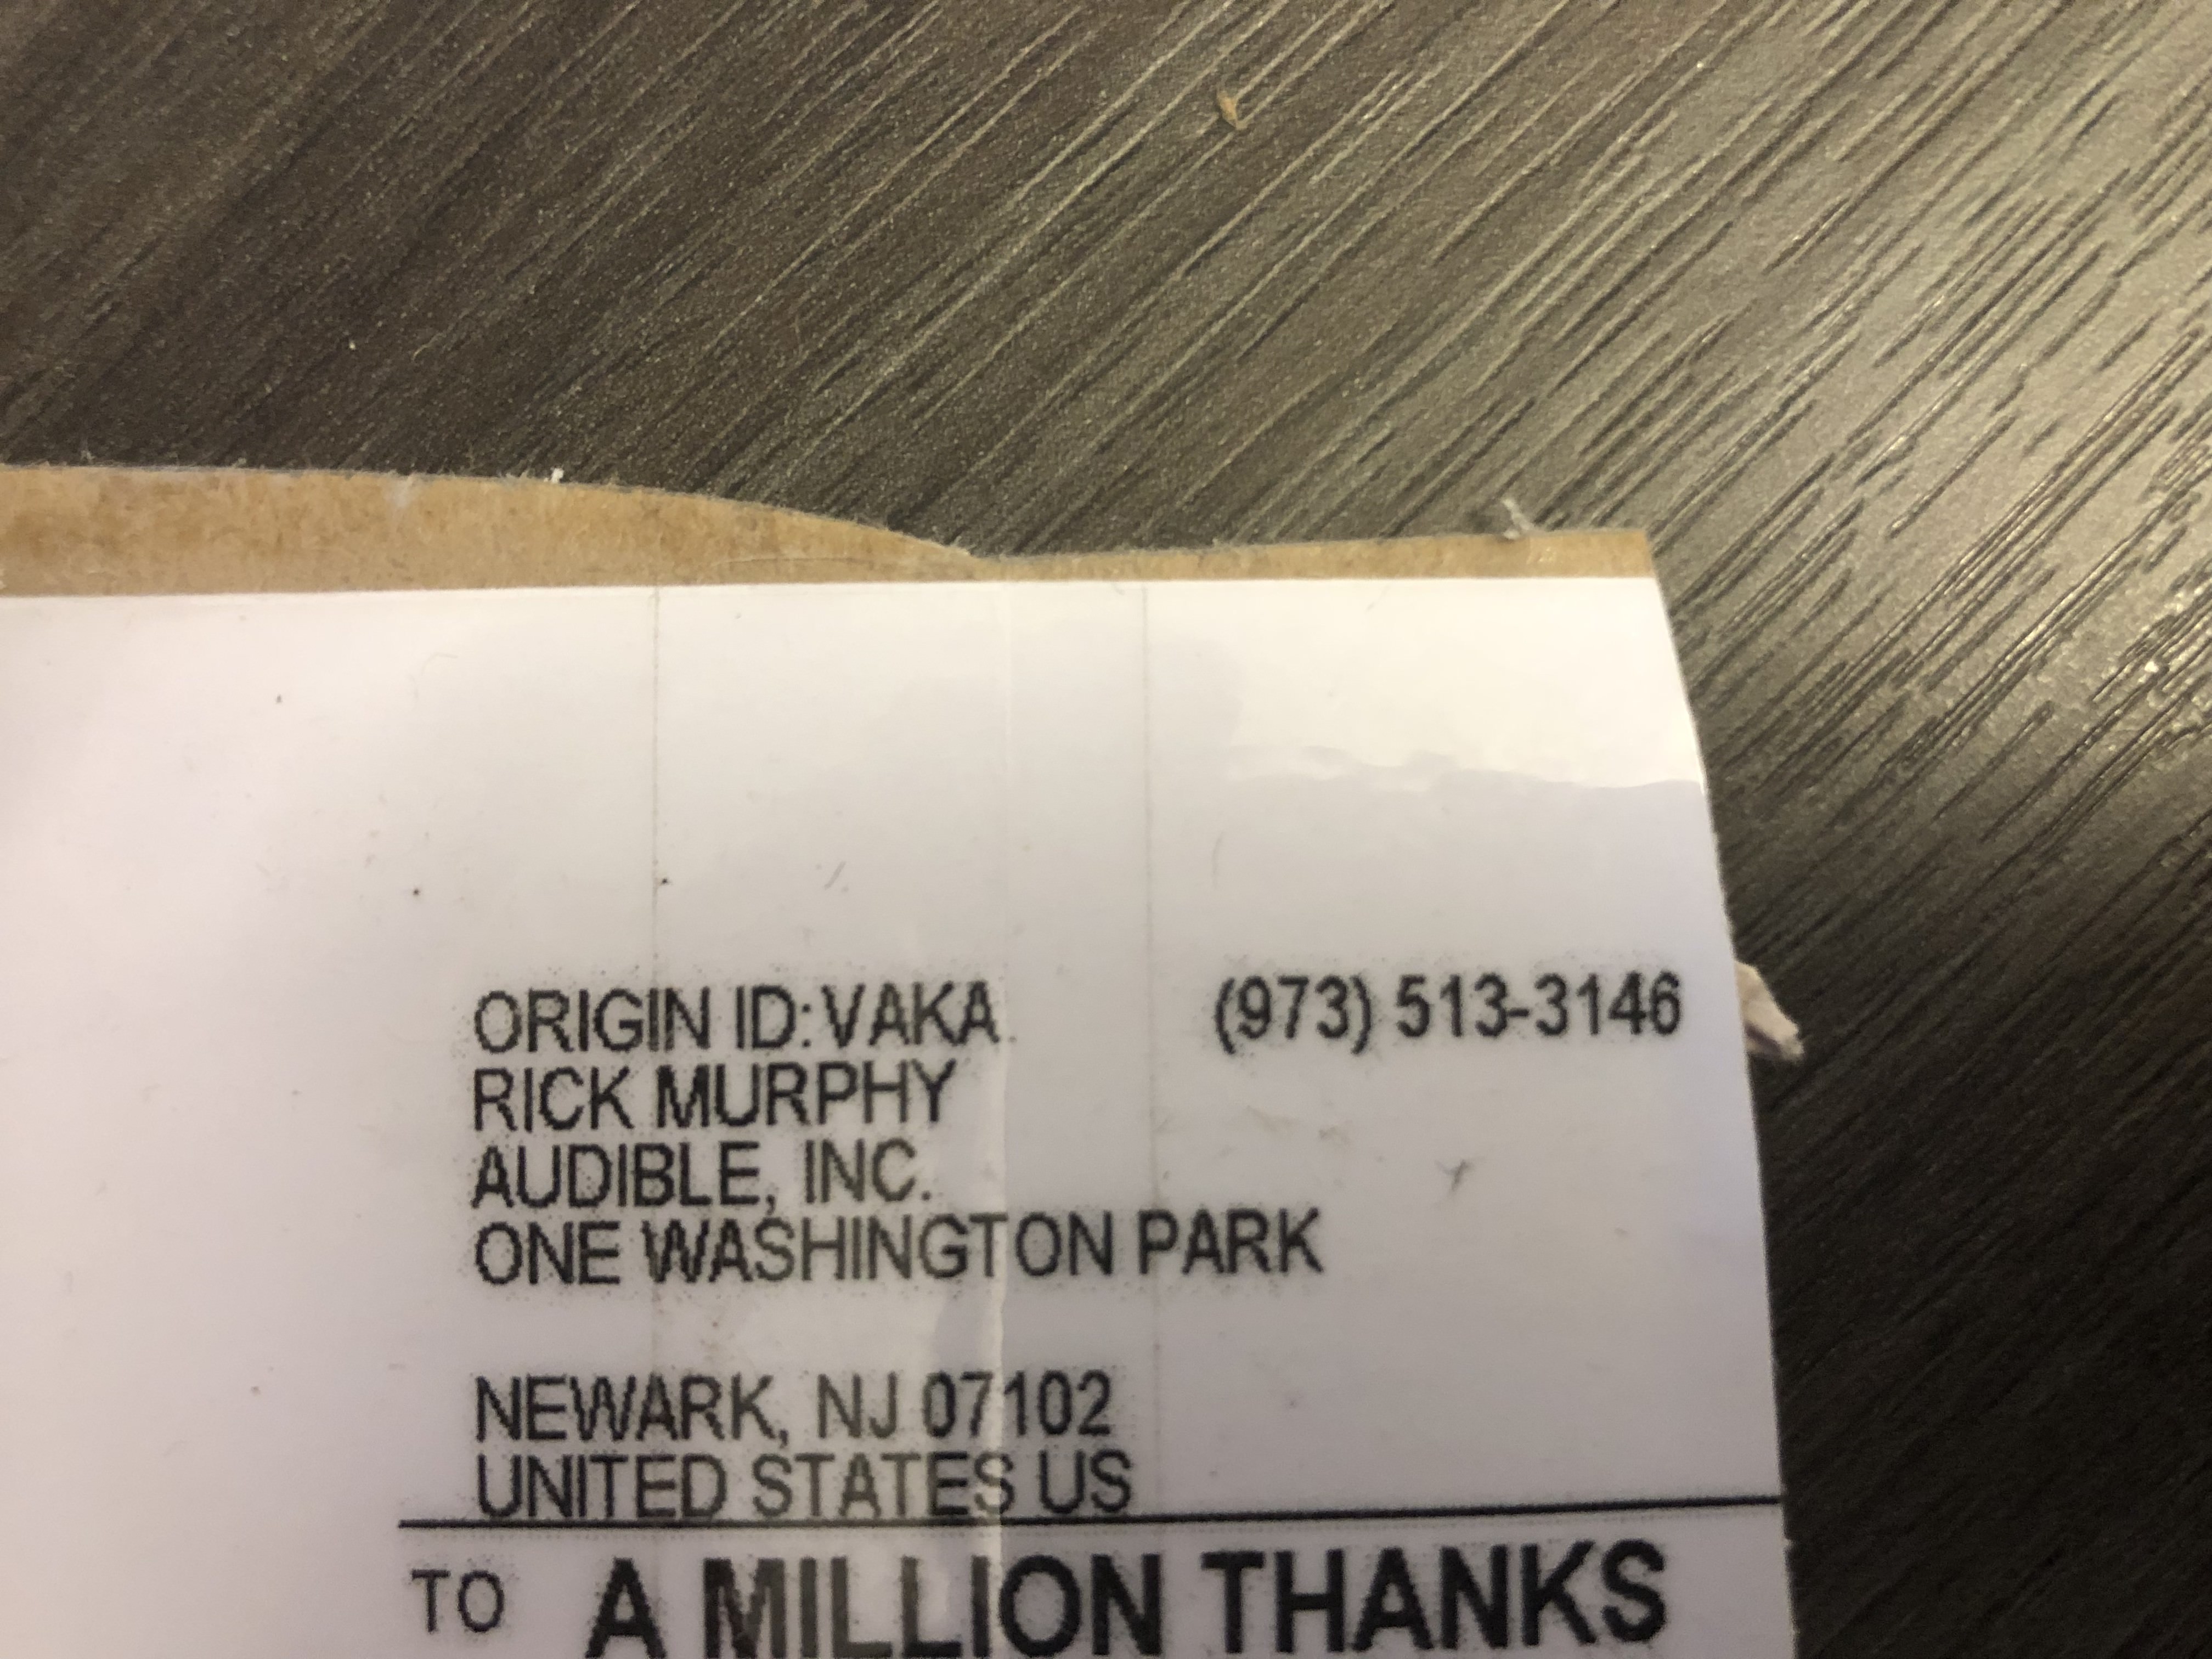 ORIGIN ID:VAKA (973) 513-3146
RICK MURPHY
AUDIBLE, INC.
ONE WASHINGTON PARK
NEWARK, NJ 07102
UNITED STATES US
TO A MILLION THANKS